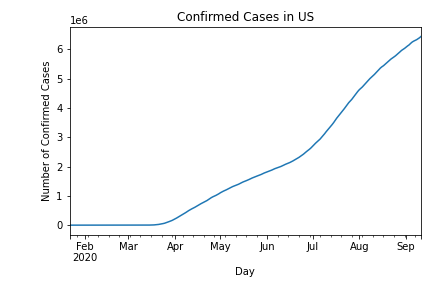 Confirmed Cases in US
1e6
Number of Confirmed Cases
6
5
4
3
2
1
0
Feb Mar Apr May Jun Jul Aug Sep
2020
Day